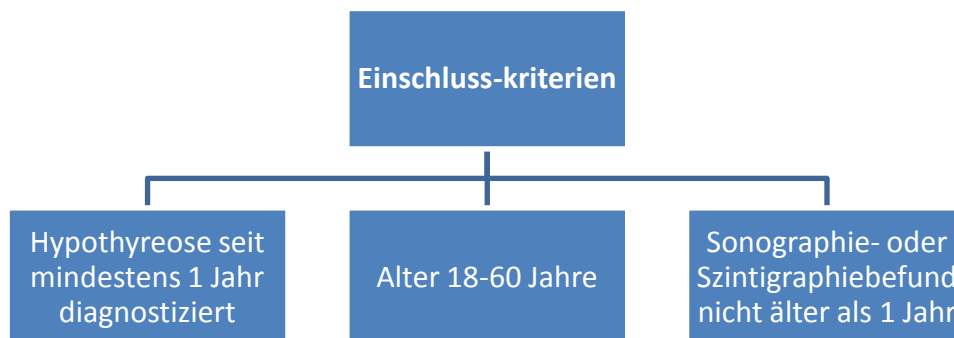 Einschluss-kriterien
Hypothyreose seit
mindestens 1 Jahr
diagnostiziert
Alter 18-60 Jahre
Sonographie- oder
Szintigraphiebefund
nicht älter als 1 Jahr